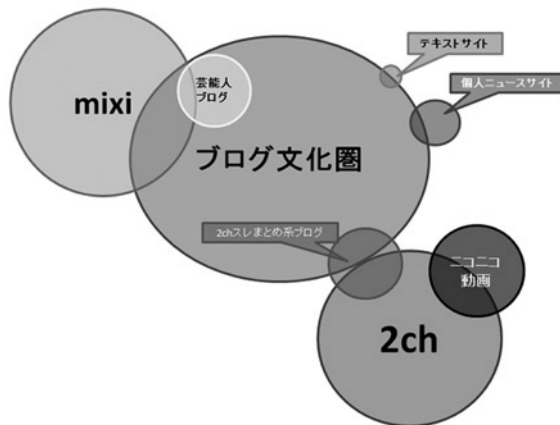 テキストサイト
個人ニュースサイト
mixi
芸能人
ブログ
ブログ文化圏
2chスレまとめ系ブログ
ニコニコ
動画
2ch